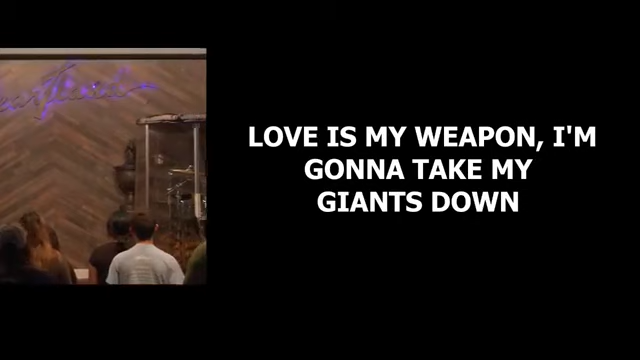 LOVE IS MY WEAPON, I'M
GONNA TAKE MY
GIANTS DOWN